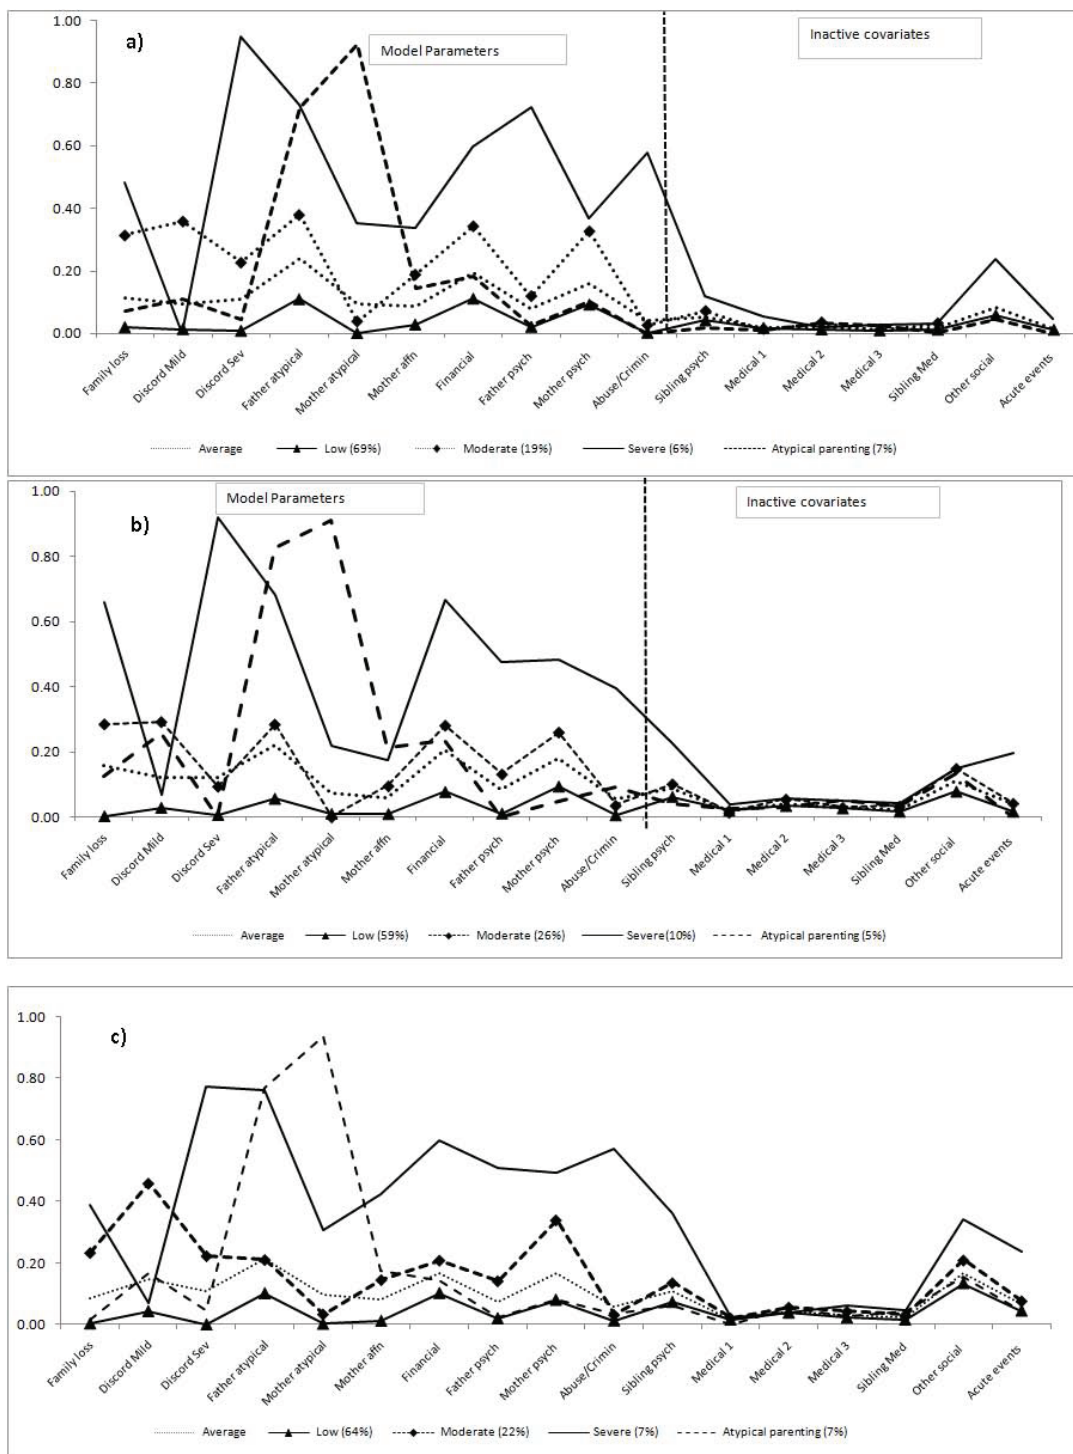 a)
Model Parameters
Inactive covariates
1.00
0.80
0.60
0.40
0.20
0.00
Family loss
Discord Mild
Discord Sev
Father atypical
Mother atypical
Mother affn
Financial
Father psych
Mother psych
Abuse/Crimin
Sibling psych
Medical 1
Medical 2
Medical 3
Sibling Med
Other social
Acute events
Average
Low (69%)
Moderate (19%)
Severe (6%)
Atypical parenting (7%)
b)
Model Parameters
Inactive covariates
1.00
0.80
0.60
0.40
0.20
0.00
Family loss
Discord Mild
Discord Sev
Father atypical
Mother atypical
Mother affn
Financial
Father psych
Mother psych
Abuse/Crimin
Sibling psych
Medical 1
Medical 2
Medical 3
Sibling Med
Other social
Acute events
Average
Low (59%)
Moderate (26%)
Severe(10%)
Atypical parenting (5%)
c)
1.00
0.80
0.60
0.40
0.20
0.00
Family loss
Discord Mild
Discord Sev
Father atypical
Mother atypical
Mother affn
Financial
Father psych
Mother psych
Abuse/Crimin
Sibling psych
Medical 1
Medical 2
Medical 3
Sibling Med
Other social
Acute events
Average
Low (64%)
Moderate (22%)
Severe (7%)
Atypical parenting (7%)